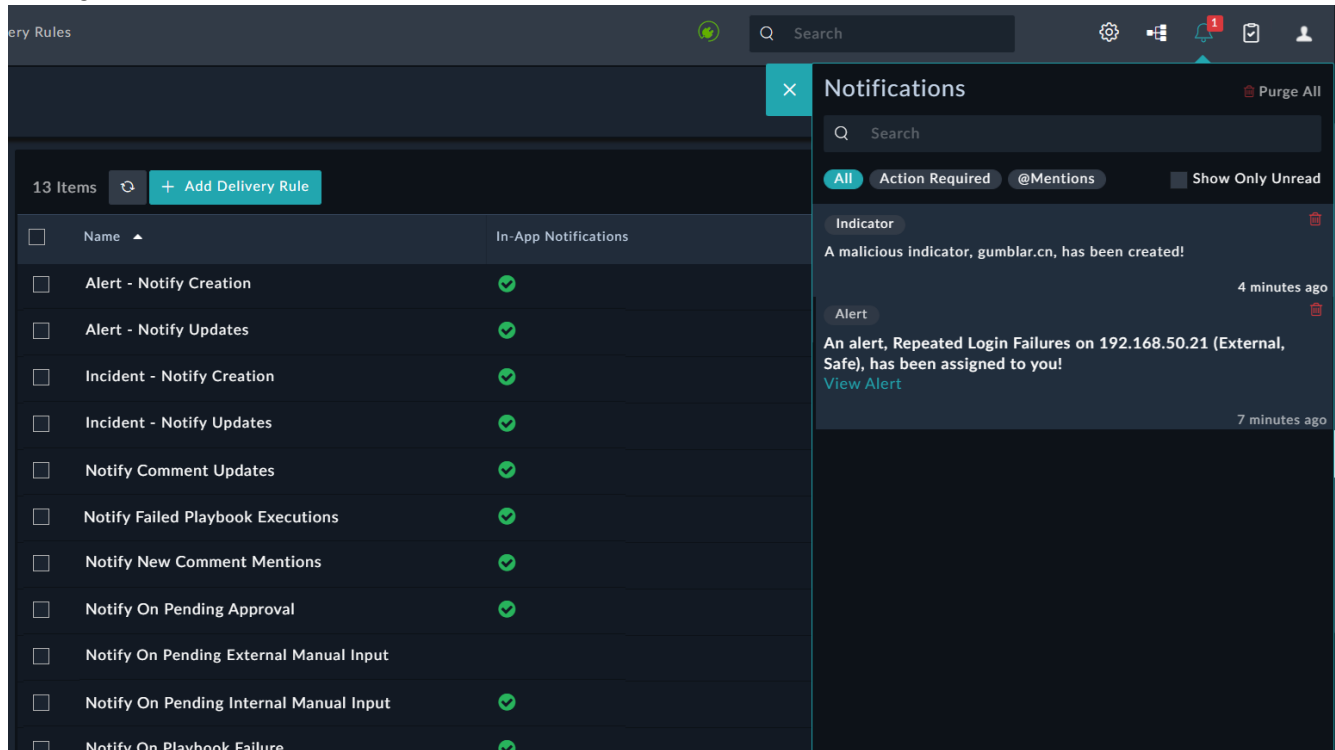 ery Rules
Search
1
Notifications
Purge All
Search
All Action Required @Mentions Show Only Unread
Indicator
A malicious indicator, gumblar.cn, has been created!
4 minutes ago
Alert
An alert, Repeated Login Failures on 192.168.50.21 (External,
Safe), has been assigned to you!
View Alert
7 minutes ago
13 Items + Add Delivery Rule
Name In-App Notifications
Alert - Notify Creation
Alert - Notify Updates
Incident - Notify Creation
Incident - Notify Updates
Notify Comment Updates
Notify Failed Playbook Executions
Notify New Comment Mentions
Notify On Pending Approval
Notify On Pending External Manual Input
Notify On Pending Internal Manual Input
Notify On Playbook Failure